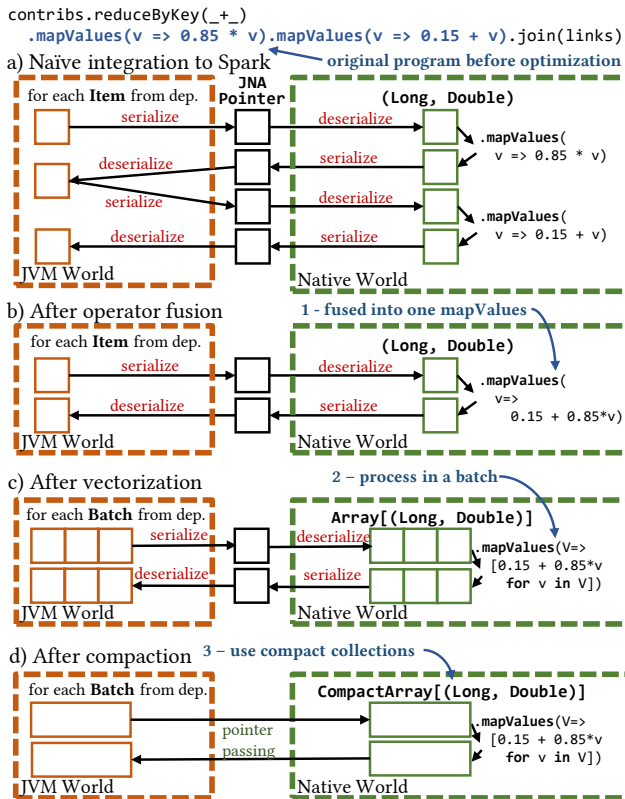 contribs.reduceByKey(_+_)
.mapValues(v => 0.85 * v).mapValues(v => 0.15 + v).join(links)
a) Naïve integration to Spark
original program before optimization
for each Item from dep.
JNA
Pointer
(Long, Double)
serialize
deserialize
.mapValues(
v => 0.85 * v)
deserialize
serialize
serialize
deserialize
.mapValues(
v => 0.15 + v)
deserialize
serialize
JVM World
Native World
b) After operator fusion
1 - fused into one mapValues
for each Item from dep.
(Long, Double)
serialize
deserialize
.mapValues(
v=>
0.15 + 0.85*v)
deserialize
serialize
JVM World
Native World
c) After vectorization
2 – process in a batch
for each Batch from dep.
Array[(Long, Double)]
serialize
deserialize
.mapValues(V=>
[0.15 + 0.85*v
for v in V])
deserialize
serialize
JVM World
Native World
d) After compaction
3 – use compact collections
for each Batch from dep.
CompactArray[(Long, Double)]
pointer
passing
.mapValues(V=>
[0.15 + 0.85*v
for v in V])
JVM World
Native World